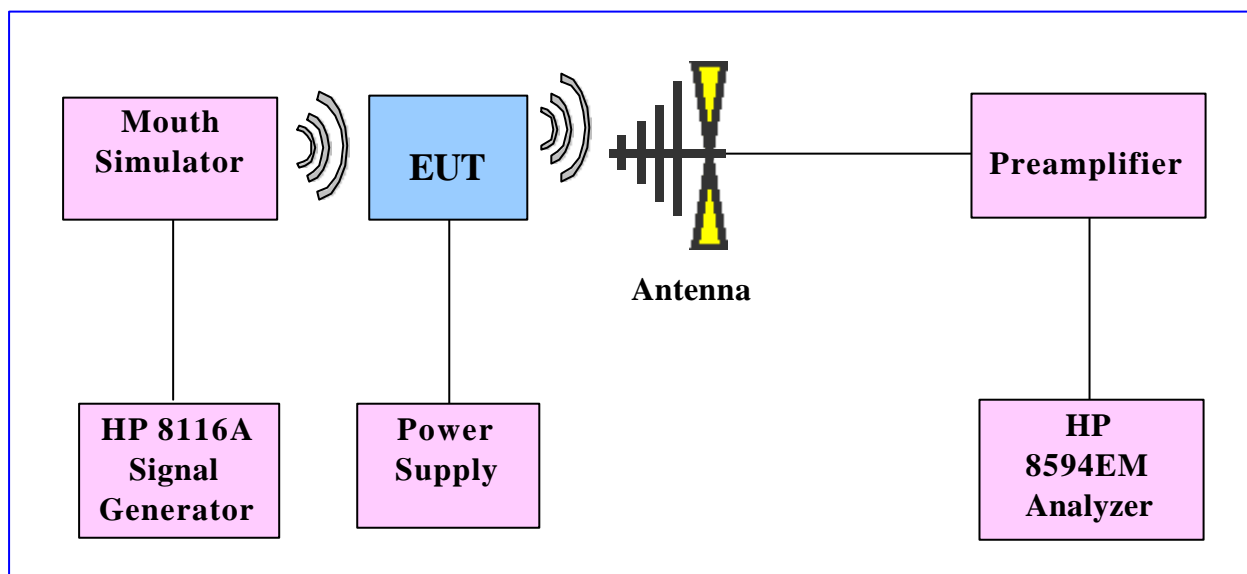 Mouth
Simulator
EUT
Preamplifier
Antenna
HP 8116A
Signal
Generator
Power
Supply
HP
8594EM
Analyzer